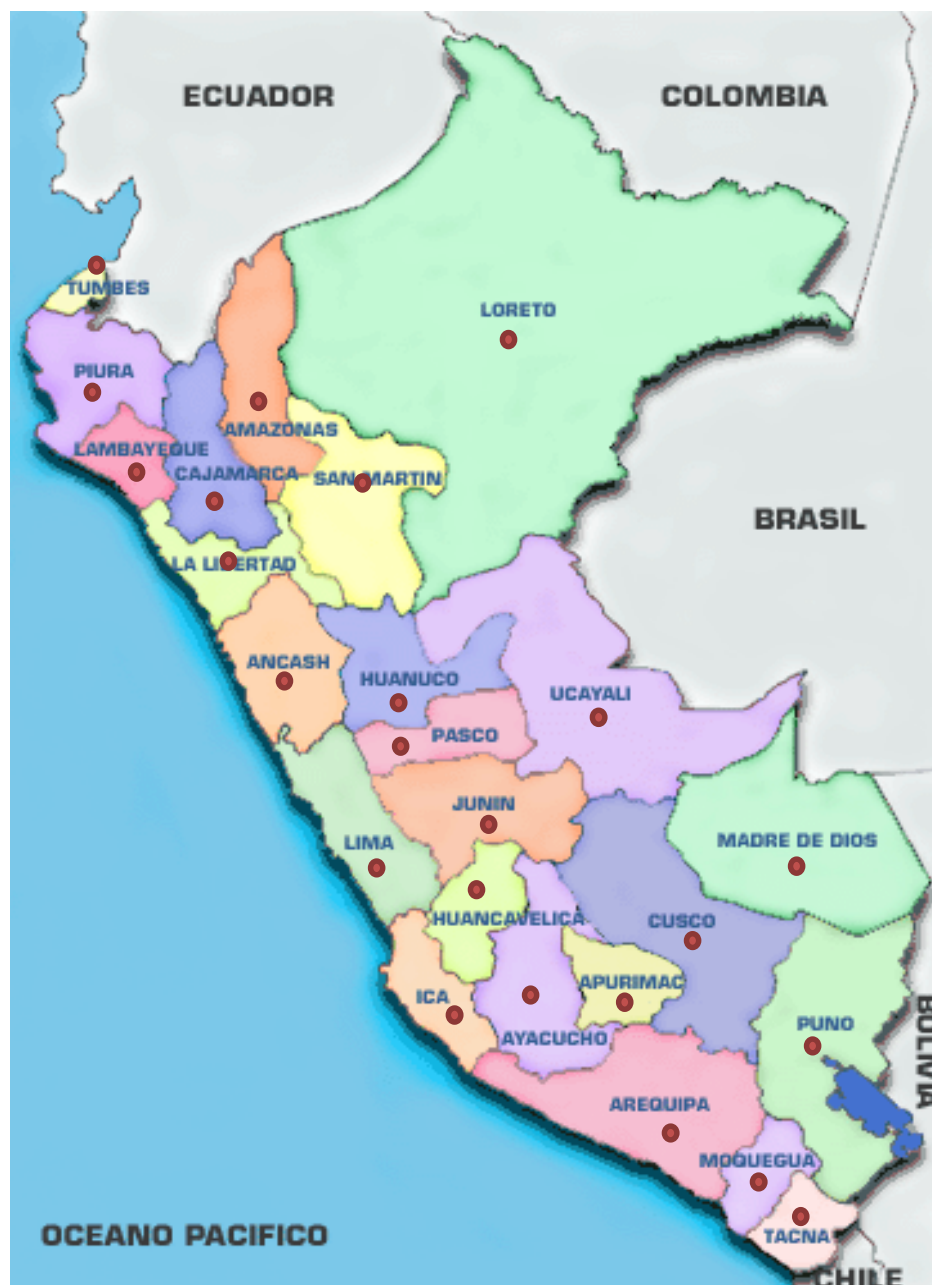 ECUADOR
COLOMBIA
TUMBES
LORETO
PIURA
AMAZONAS
LAMBAYEQUE
CAJAMARCA
SAN MARTIN
BRASIL
LA LIBERTAD
ANCASH
HUANUCO
UCAYALI
PASCO
JUNIN
LIMA
MADRE DE DIOS
HUANCAVELICA
CUSCO
APURIMAC
ICA
PUNO
BOLIVIA
AYACUCHO
AREQUIPA
MOQUEGUA
OCEANO PACIFICO
TACNA
CHILE